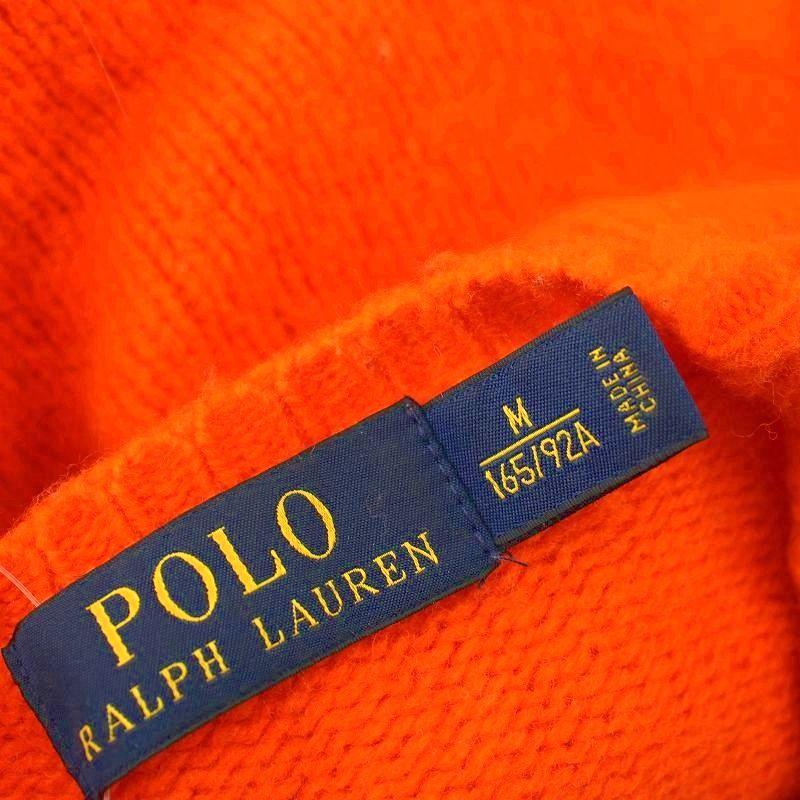 POLO
RALPH LAUREN
M
165/92A
MADE IN
CHINA